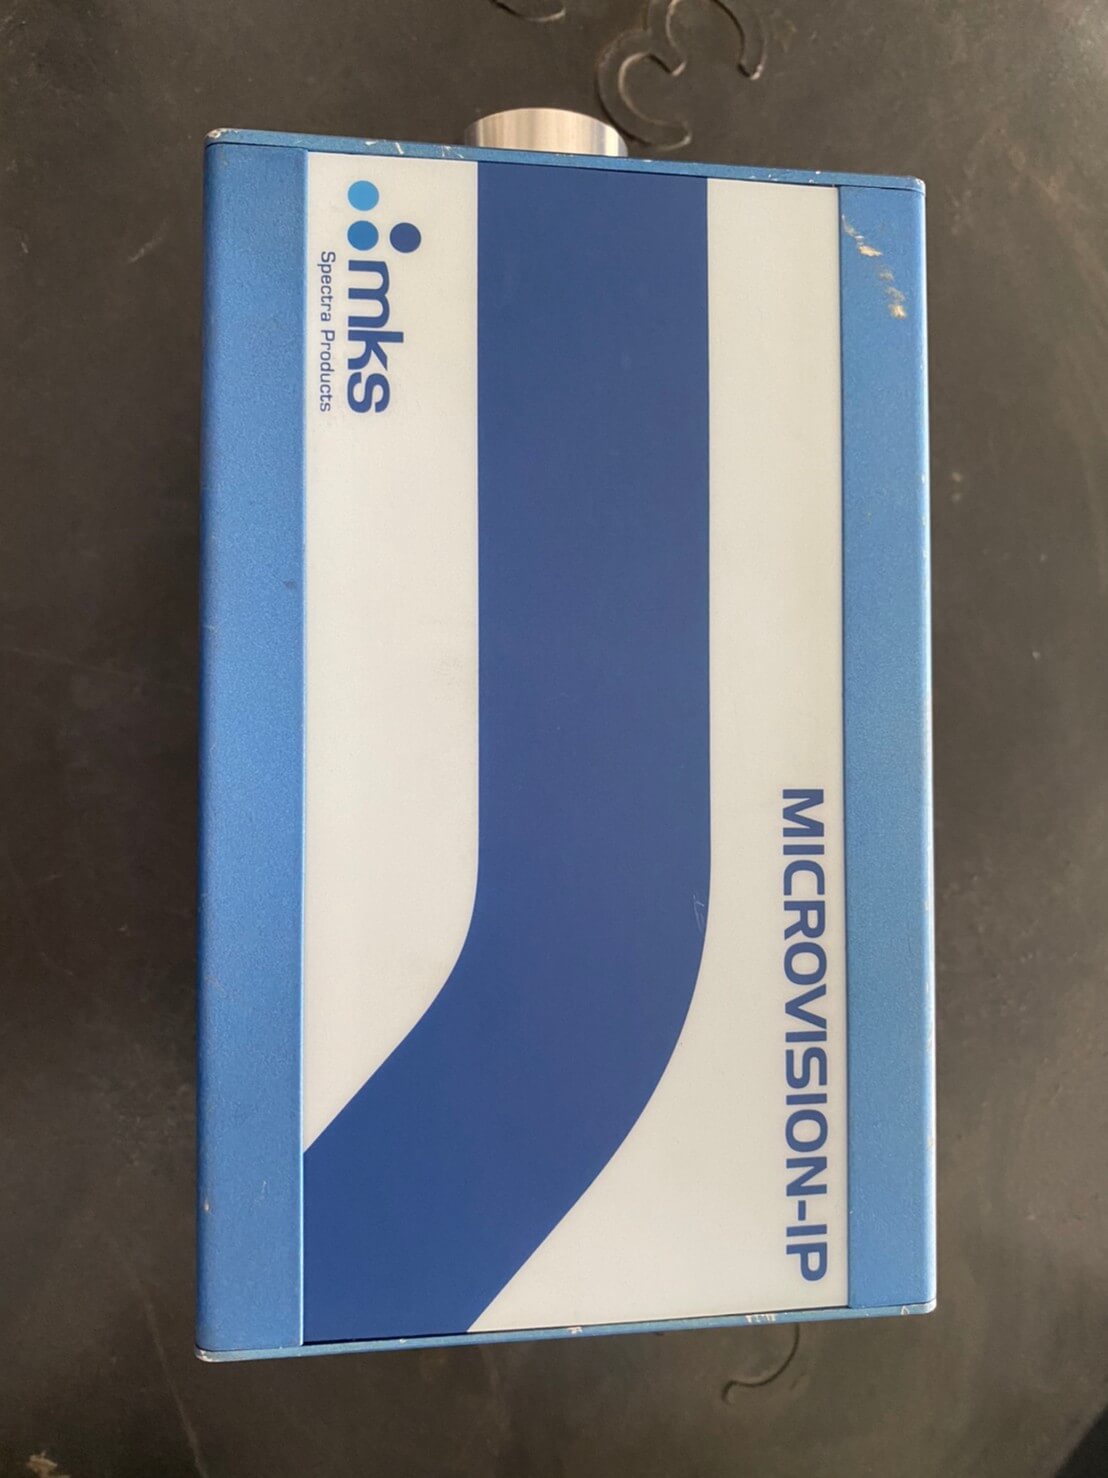 mks
Spectra Products
MICROVISION-IP